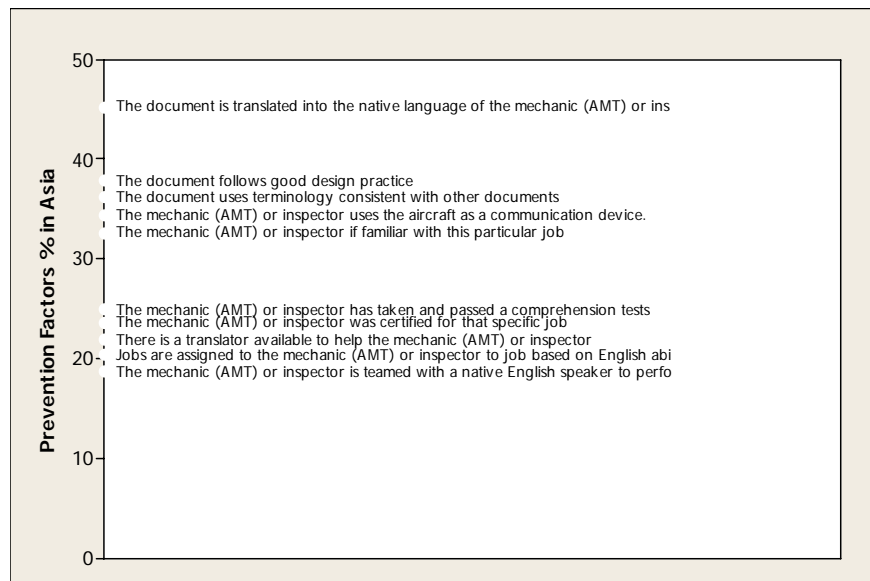 Prevention Factors % in Asia
50
The document is translated into the native language of the mechanic (AMT) or ins
40
The document follows good design practice
The document uses terminology consistent with other documents
The mechanic (AMT) or inspector uses the aircraft as a communication device.
The mechanic (AMT) or inspector if familiar with this particular job
30
The mechanic (AMT) or inspector has taken and passed a comprehension tests
The mechanic (AMT) or inspector was certified for that specific job
There is a translator available to help the mechanic (AMT) or inspector
20
Jobs are assigned to the mechanic (AMT) or inspector to job based on English abi
The mechanic (AMT) or inspector is teamed with a native English speaker to perfo
10
0